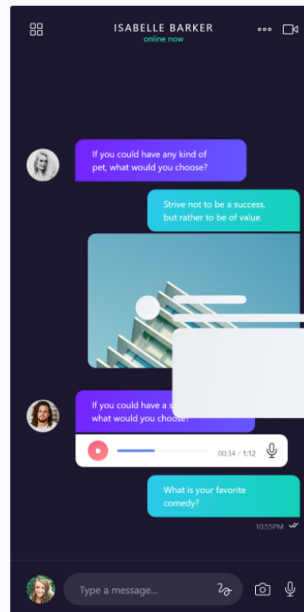 ISABELLE BARKER
online now
If you could have any kind of
pet, what would you choose?
Strive not to be a success,
but rather to be of value.
If you could have a s
what would you choose?
00:34 / 1:12
What is your favorite
comedy?
10:55PM
Type a message...